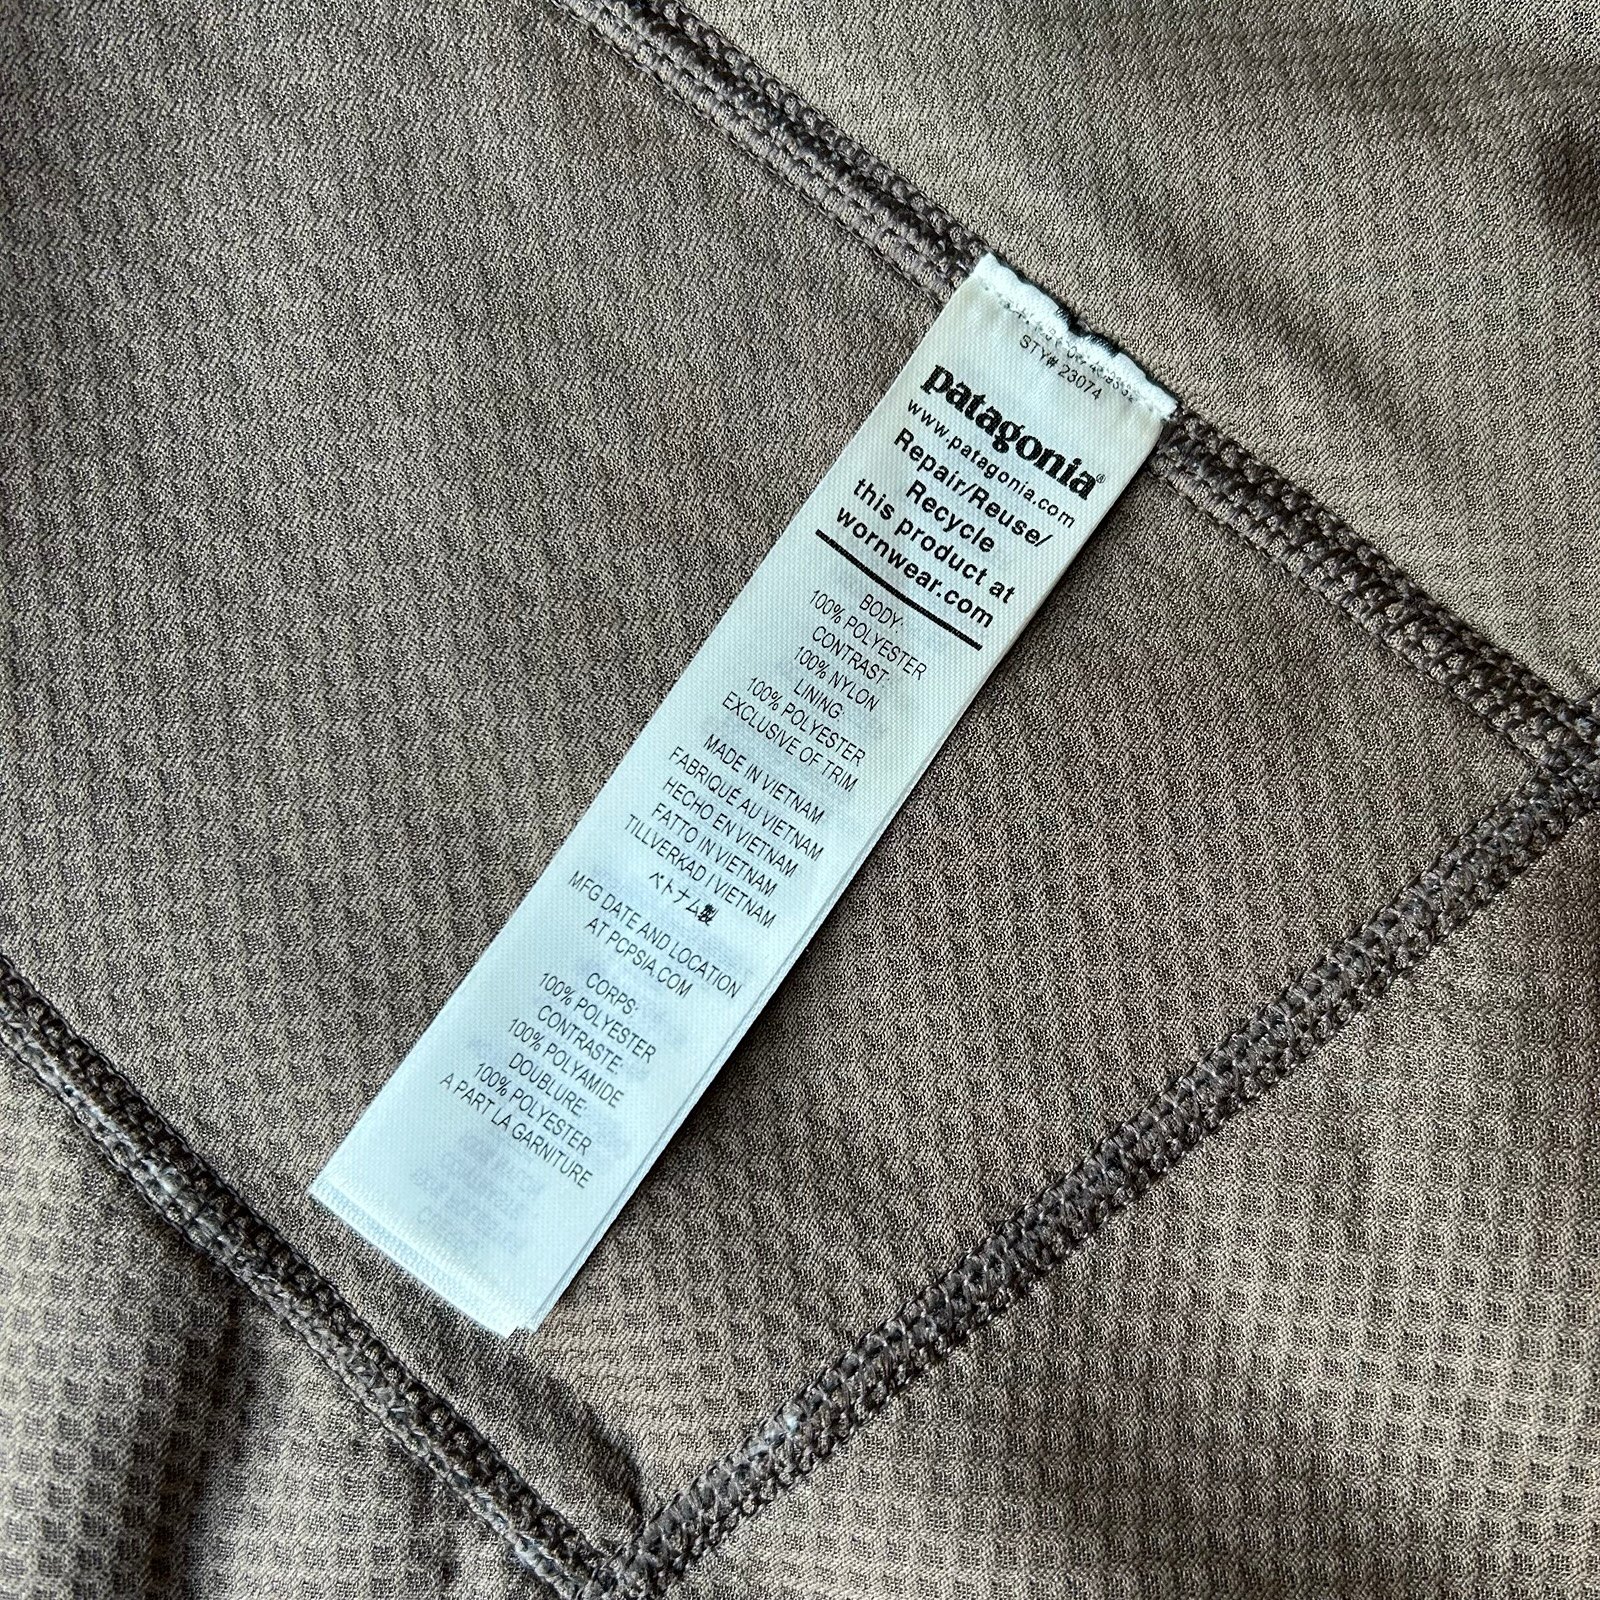 STY# 23074
patagonia®
www.patagonia.com
Repair/Reuse/
Recycle
this product at
wornwear.com
BODY:
100% POLYESTER
CONTRAST:
100% NYLON
LINING:
100% POLYESTER
EXCLUSIVE OF TRIM
MADE IN VIETNAM
FABRIQUÉ AU VIETNAM
HECHO EN VIETNAM
FATTO IN VIETNAM
TILLVERKAD I VIETNAM
ベトナム製
MFG DATE AND LOCATION
AT PCPSIA.COM
CORPS:
100% POLYESTER
CONTRASTE:
100% POLYAMIDE
DOUBLURE:
100% POLYESTER
A PART LA GARNITURE